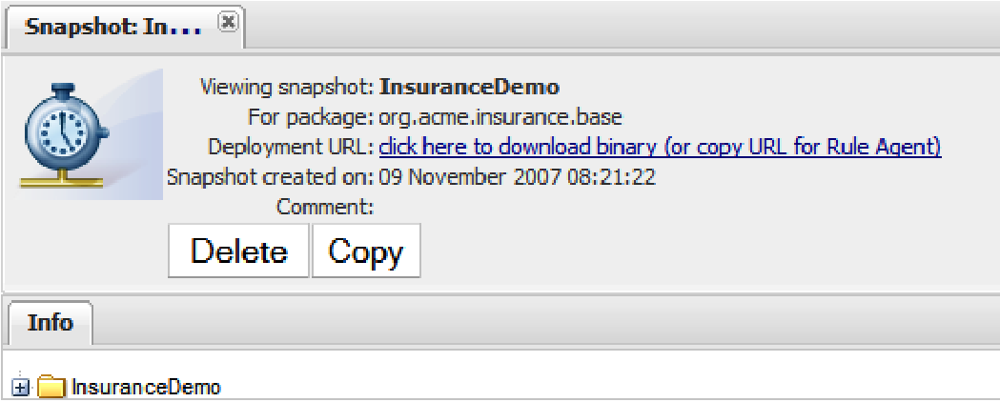 Snapshot: In...
Viewing snapshot: InsuranceDemo
For package: org.acme.insurance.base
Deployment URL: click here to download binary (or copy URL for Rule Agent)
Snapshot created on: 09 November 2007 08:21:22
Comment:
Delete Copy
Info
InsuranceDemo